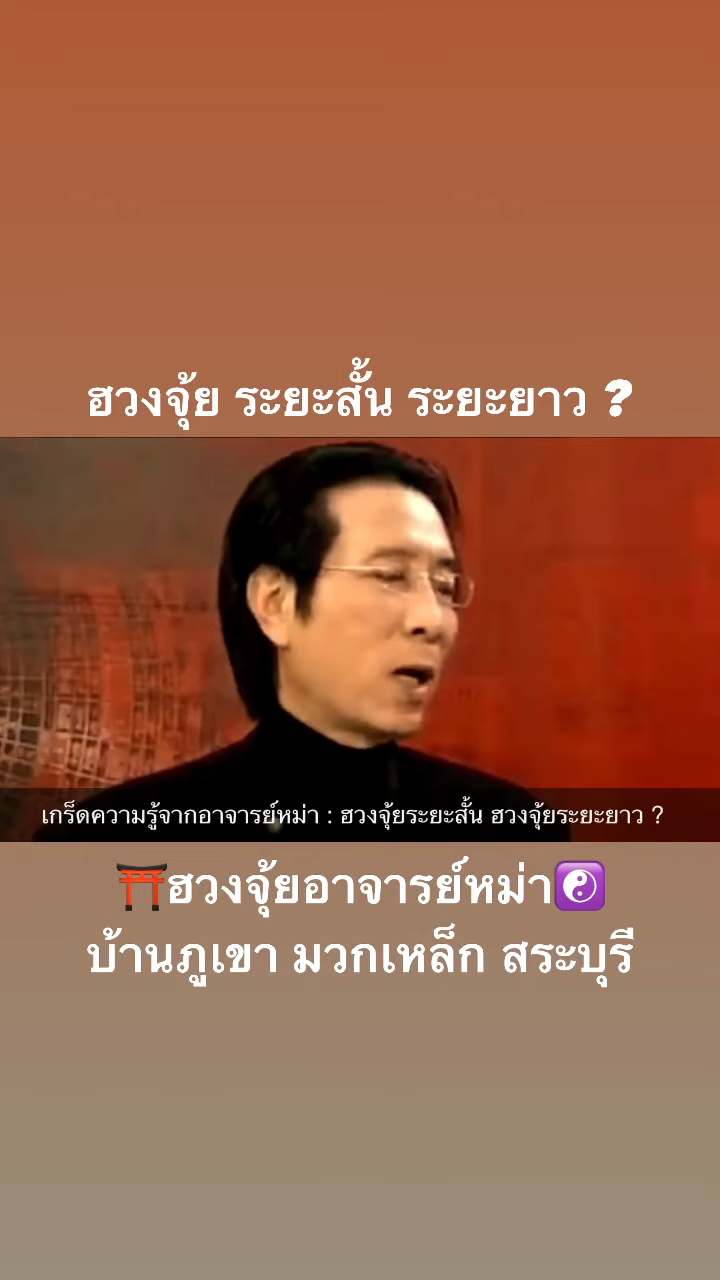 ฮวงจุ้ย ระยะสั้น ระยะยาว ?
เกร็ดความรู้จากอาจารย์หม่า : ฮวงจุ้ยระยะสั้น ฮวงจุ้ยระยะยาว ?
⛩️ฮวงจุ้ยอาจารย์หม่า☯️
บ้านภูเขา มวกเหล็ก สระบุรี